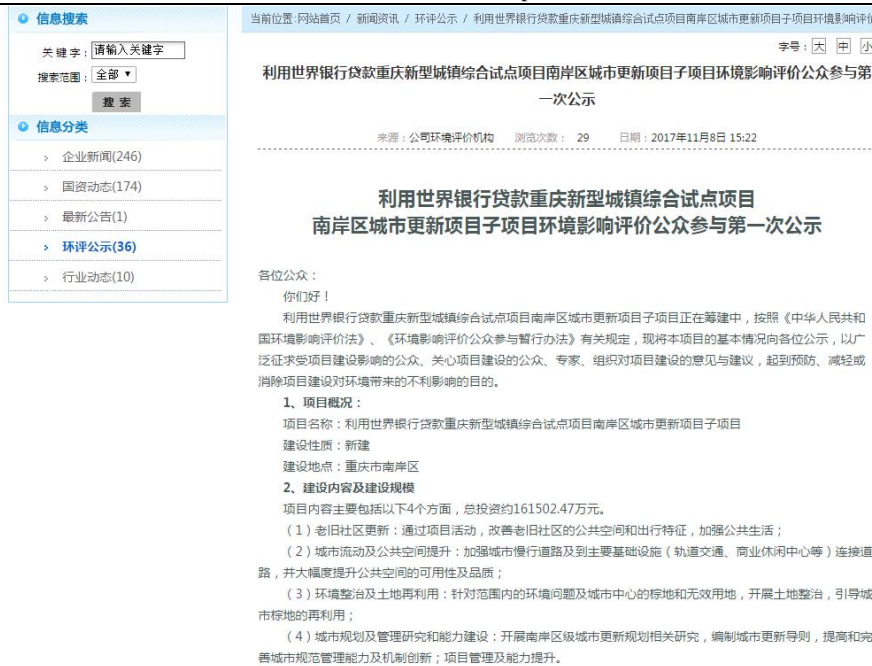 信息搜索
关 键 字：
请输入关键字
搜索范围：
全部
搜 索
信息分类
企业新闻(246)
国资动态(174)
最新公告(1)
环评公示(36)
行业动态(10)
当前位置:网站首页 / 新闻资讯 / 环评公示 / 利用世界银行贷款重庆新型城镇综合试点项目南岸区城市更新项目子项目环境影响评价
字号：大 中 小
利用世界银行贷款重庆新型城镇综合试点项目南岸区城市更新项目子项目环境影响评价公众参与第
一次公示
来源：公司环境评价机构 浏览次数： 29 日期：2017年11月8日 15:22
利用世界银行贷款重庆新型城镇综合试点项目
南岸区城市更新项目子项目环境影响评价公众参与第一次公示
各位公众：
你们好！
利用世界银行贷款重庆新型城镇综合试点项目南岸区城市更新项目子项目正在筹建中，按照《中华人民共和
国环境影响评价法》、《环境影响评价公众参与暂行办法》有关规定，现将本项目的基本情况向各位公示，以广
泛征求受项目建设影响的公众、关心项目建设的公众、专家、组织对项目建设的意见与建议，起到预防、减轻或
消除项目建设对环境带来的不利影响的目的。
1、项目概况：
项目名称：利用世界银行贷款重庆新型城镇综合试点项目南岸区城市更新项目子项目
建设性质：新建
建设地点：重庆市南岸区
2、建设内容及建设规模
项目内容主要包括以下4个方面，总投资约161502.47万元。
（1）老旧社区更新：通过项目活动，改善老旧社区的公共空间和出行特征，加强公共生活；
（2）城市流动及公共空间提升：加强城市慢行道路及到主要基础设施（轨道交通、商业休闲中心等）连接道
路，并大幅度提升公共空间的可用性及品质；
（3）环境整治及土地再利用：针对范围内的环境问题及城市中心的棕地和无效用地，开展土地整治，引导城
市棕地的再利用；
（4）城市规划及管理研究和能力建设：开展南岸区级城市更新规划相关研究，编制城市更新导则，提高和完
善城市规范管理能力及机制创新；项目管理及能力提升。